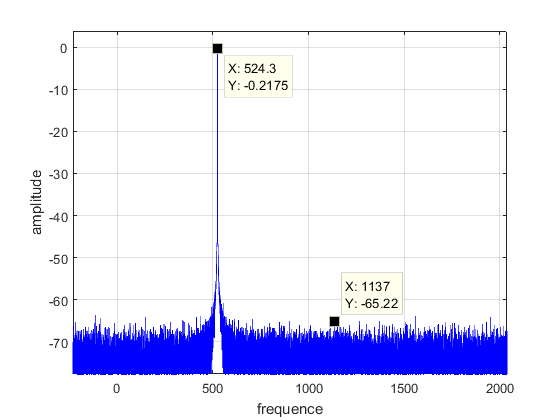 0
-10
X: 524.3
Y: -0.2175
-20
-30
-40
amplitude
-50
-60
X: 1137
Y: -65.22
-70
0 500 1000 1500 2000
frequence